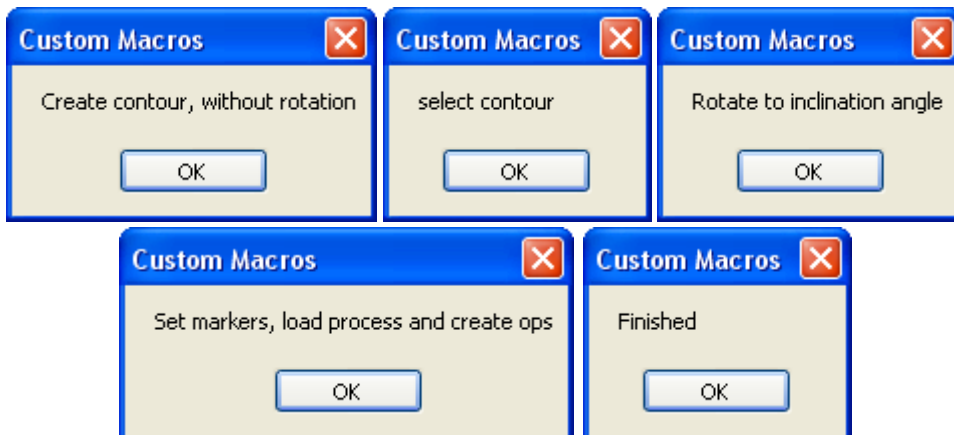 Custom Macros
Create contour, without rotation
OK
Custom Macros
select contour
OK
Custom Macros
Rotate to inclination angle
OK
Custom Macros
Set markers, load process and create ops
OK
Custom Macros
Finished
OK